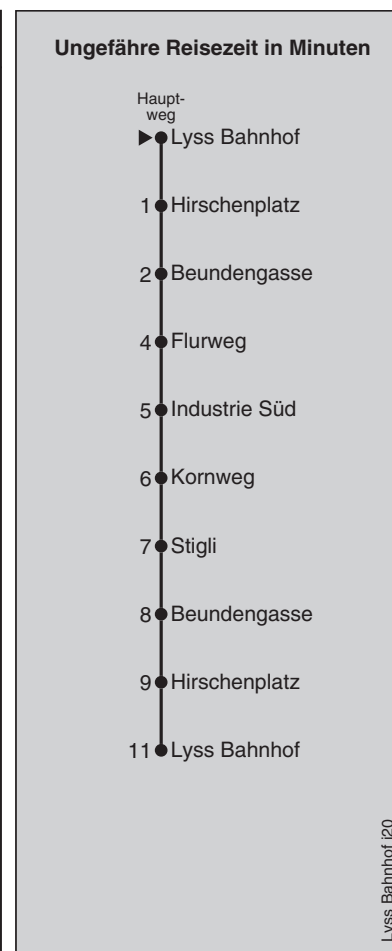 Ungefähre Reisezeit in Minuten
Haupt-
weg
Lyss Bahnhof
1 Hirschenplatz
2 Beundengasse
4 Flurweg
5 Industrie Süd
6 Kornweg
7 Stigli
8 Beundengasse
9 Hirschenplatz
11 Lyss Bahnhof
Lyss Bahnhof i20